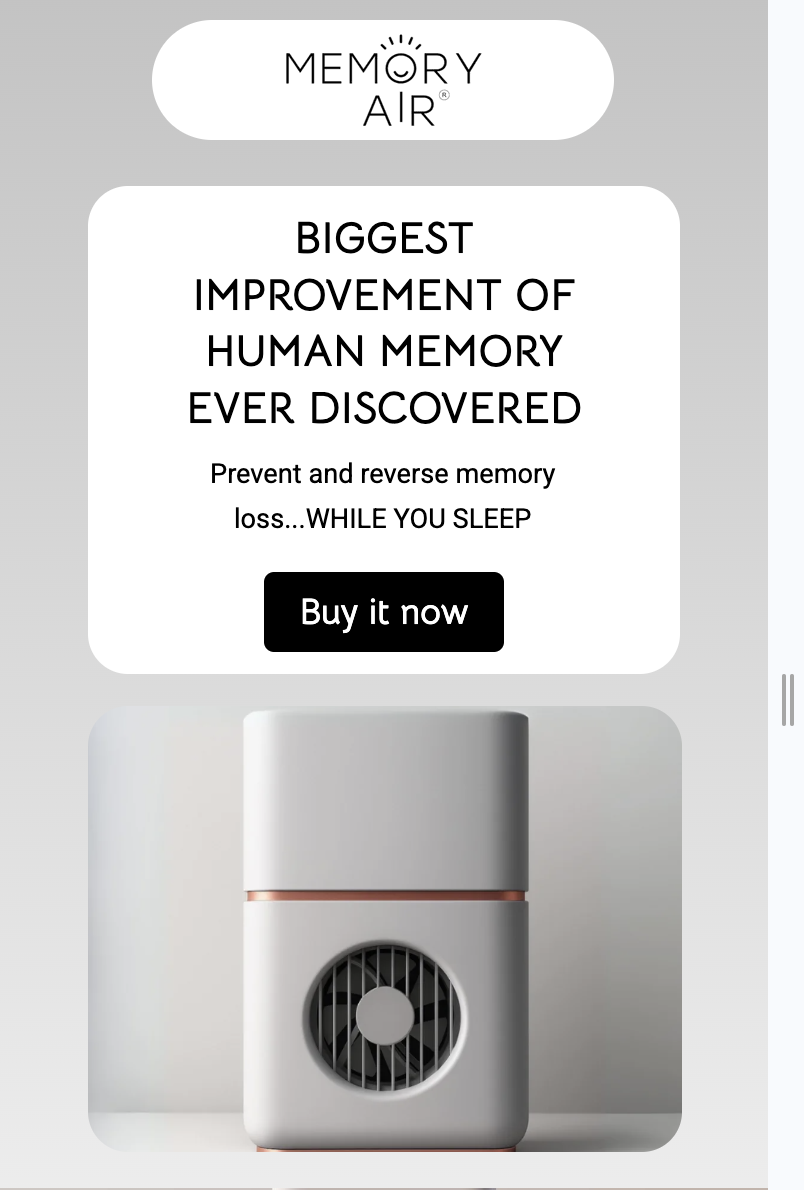 MEMORY
AIR®
BIGGEST
IMPROVEMENT OF
HUMAN MEMORY
EVER DISCOVERED
Prevent and reverse memory
loss...WHILE YOU SLEEP
Buy it now